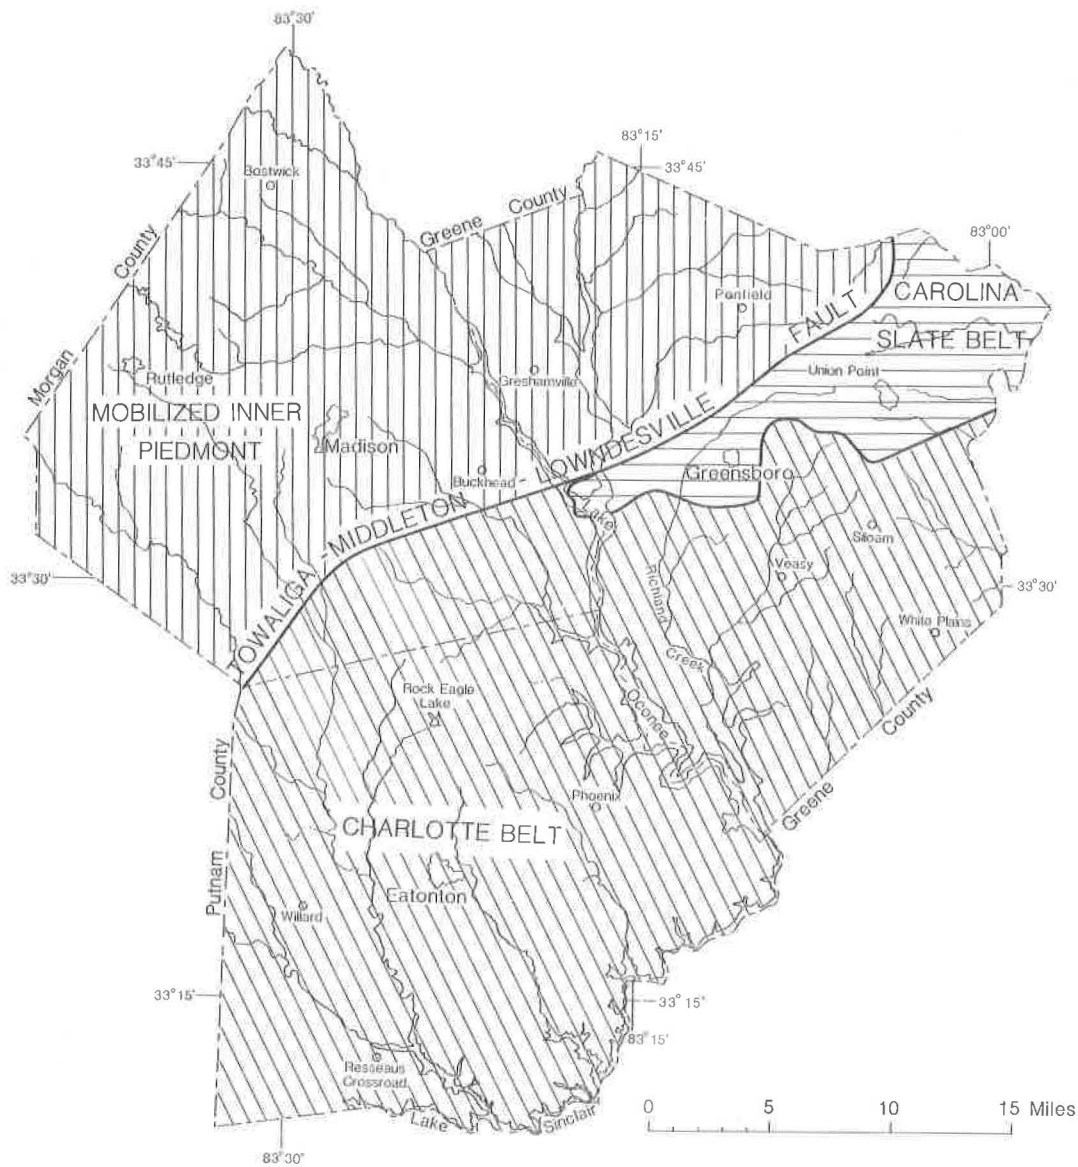 83°30'
83°15'
33°45'
33°45'
Bostwick
County
Greene
County
83°00'
Penfield
CAROLINA
SLATE BELT
FAULT
Morgan
Rutledge
Greshamville
Union Point
MOBILIZED INNER
PIEDMONT
Madison
LOWNDESVILLE
Buckhead
Greensboro
MIDDLETON
Lake
Siloam
33°30'
TOWALIGA
Richland
Veasy
33°30'
White Plains
Creek
Rock Eagle
Lake
Oconee
County
County
Phoenix
Greene
CHARLOTTE BELT
Putnam
Eatonton
Willard
33°15'
33°15'
83°15'
Resseaus
Crossroad
Lake
Sinclair
0 5 10 15 Miles
83°30'